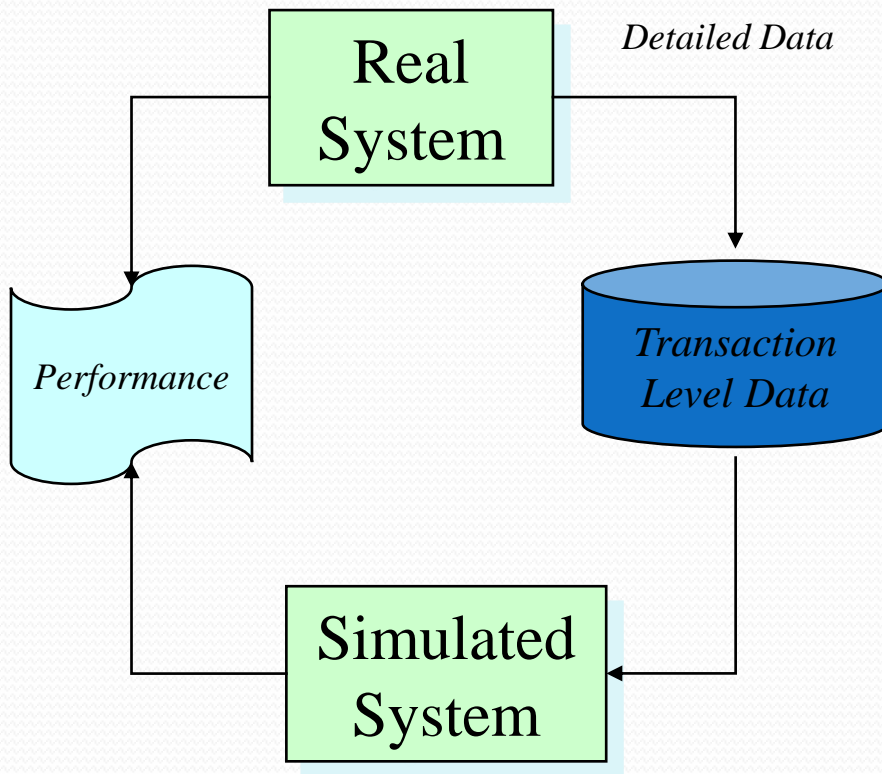 Real
System
Detailed Data
Performance
Transaction
Level Data
Simulated
System